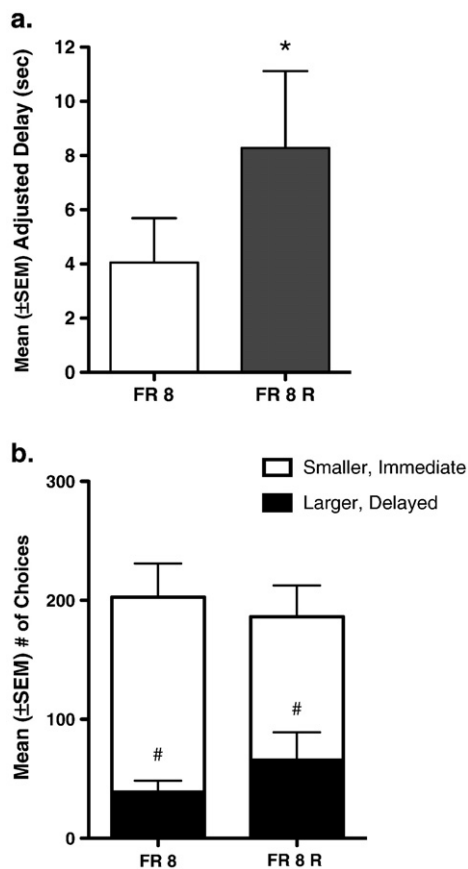 a.
Mean (±SEM) Adjusted Delay (sec)
12
10
8
6
4
2
0
*
FR 8
FR 8 R
b.
Smaller, Immediate
Larger, Delayed
Mean (±SEM) # of Choices
300
200
100
0
#
#
FR 8
FR 8 R